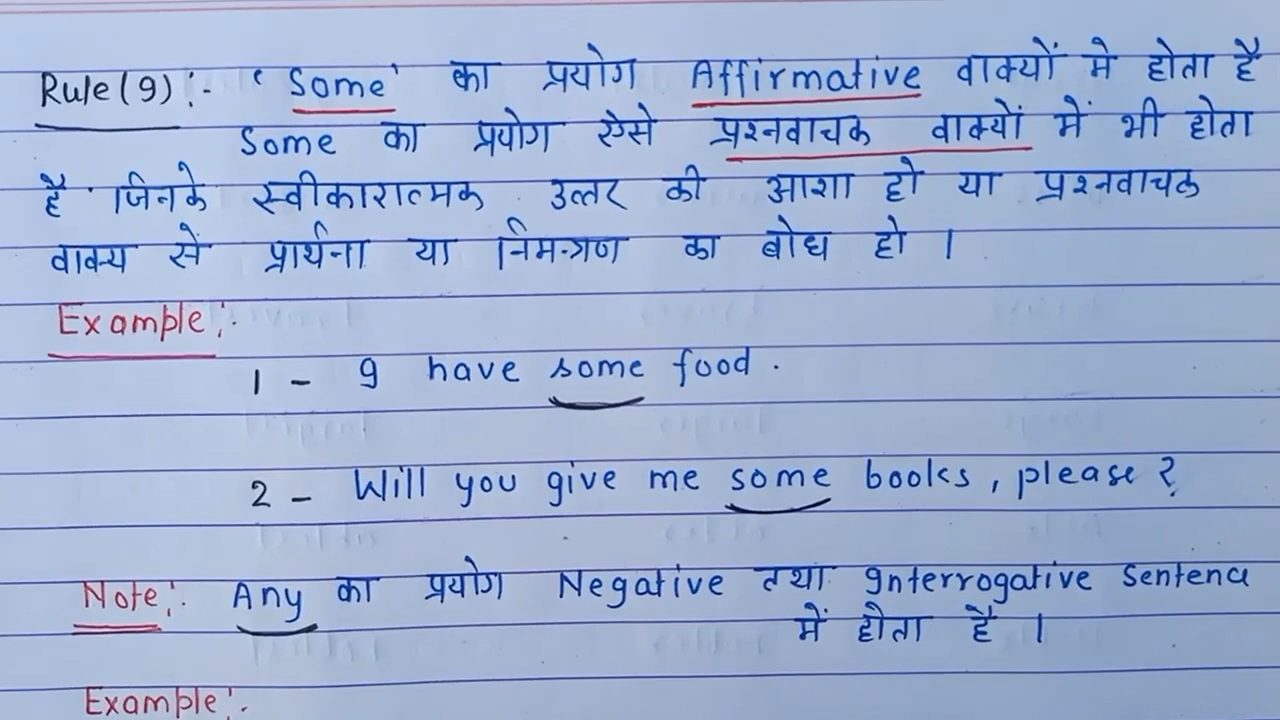 Rule(9):- 'Some' का प्रयोग Affirmative वाक्यों मे होता है
Some का प्रयोग ऐसे प्रश्नवाचक वाक्यों में भी होता
है जिनके स्वीकारात्मक उत्तर की आशा हो या प्रश्नवाचक
वाक्य सें प्रार्थना या निमन्त्रण का बोध हो ।
Example:-
1 - I have some food.
2 - Will you give me some books, please?
Note:- Any का प्रयोग Negative तथा Interrogative Sentence
में होता है ।
Example:-